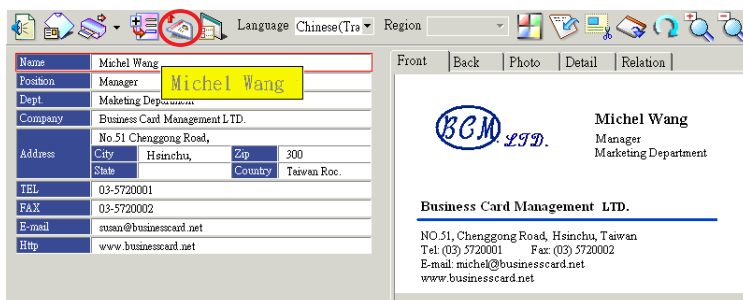 Language Chinese(Tra Region
Name Michel Wang
Michel Wang
Position Manager
Dept. Maketing Department
Company Business Card Management LTD.
No.51 Chenggong Road,
Address City Hsinchu, Zip 300
State Country Taiwan Roc.
TEL 03-5720001
FAX 03-5720002
E-mail susan@businesscard.net
Http www.businesscard.net
Front Back Photo Detail Relation
BCM LTD.
Michel Wang
Manager
Marketing Department
Business Card Management LTD.
NO.51, Chenggong Road, Hsinchu, Taiwan
Tel: (03) 5720001 Fax: (03) 5720002
E-mail: michel@businesscard.net
www.businesscard.net